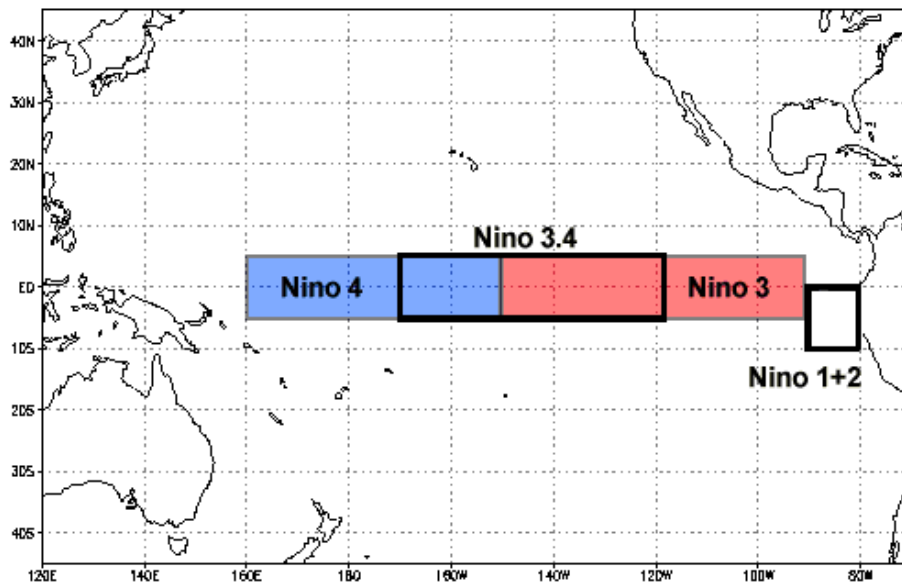 40N
30N
20N
10N
Nino 3.4
Nino 4
Nino 3
EQ
10S
Nino 1+2
20S
30S
40S
120E
140E
160E
180
160W
140W
120W
100W
80W